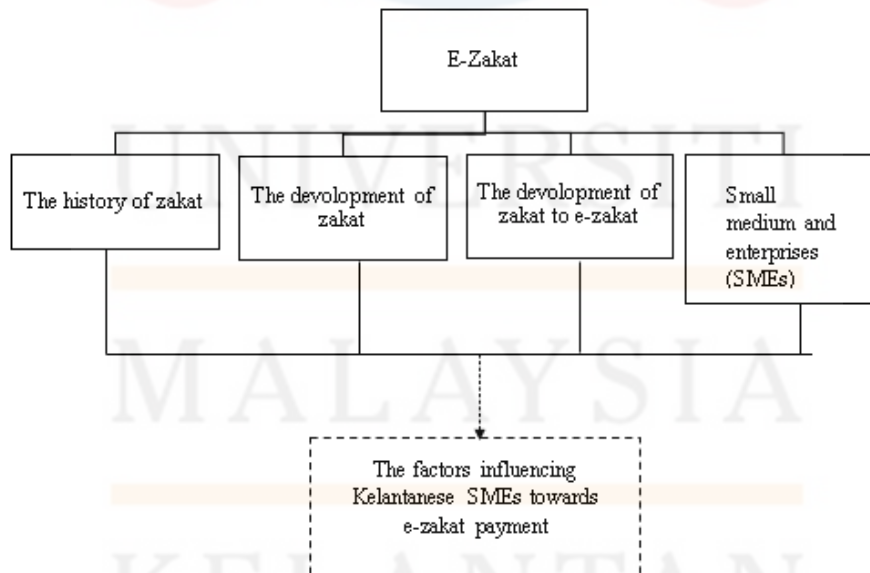 E-Zakat
UNIVERSITI
The history of zakat
The devolopment of
zakat
The devolopment of
zakat to e-zakat
Small
medium and
enterprises
(SMEs)
MALAYSIA
The factors influencing
Kelantanese SMEs towards
e-zakat payment
KELANTAN